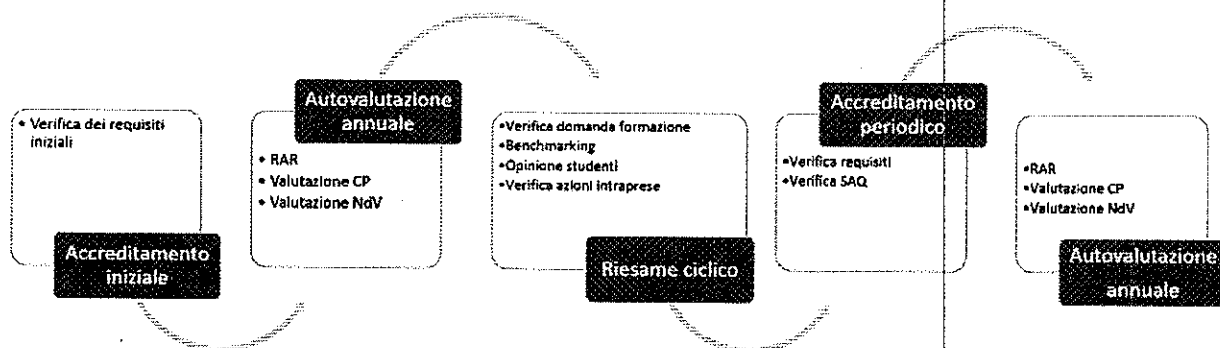 • Verifica dei requisiti
iniziali
Accreditamento
iniziale
Autovalutazione
annuale
• RAR
• Valutazione CP
• Valutazione NdV
•Verifica domanda formazione
•Benchmarking
•Opinione studenti
•Verifica azioni intraprese
Riesame ciclico
Accreditamento
periodico
•Verifica requisiti
•Verifica SAQ
•RAR
•Valutazione CP
•Valutazione NdV
Autovalutazione
annuale